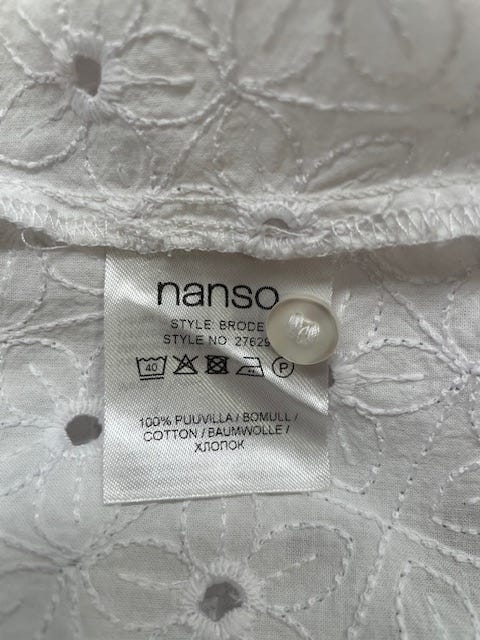 nanso
STYLE: BRODE
STYLE NO: 27629
40 P
100% PUUVILLA / BOMULL /
COTTON / BAUMWOLLE /
ХЛОПОК